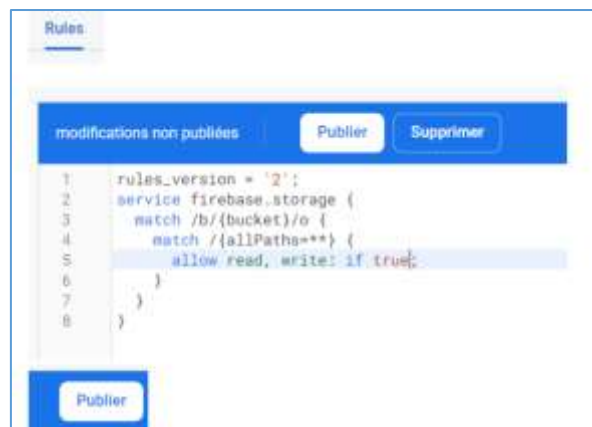 Rules
modifications non publiées Publier Supprimer
1 rules_version = '2';
2 service firebase.storage {
3 match /b/{bucket}/o {
4 match /{allPaths=**} {
5 allow read, write: if true;
6 }
7 }
8 }
Publier